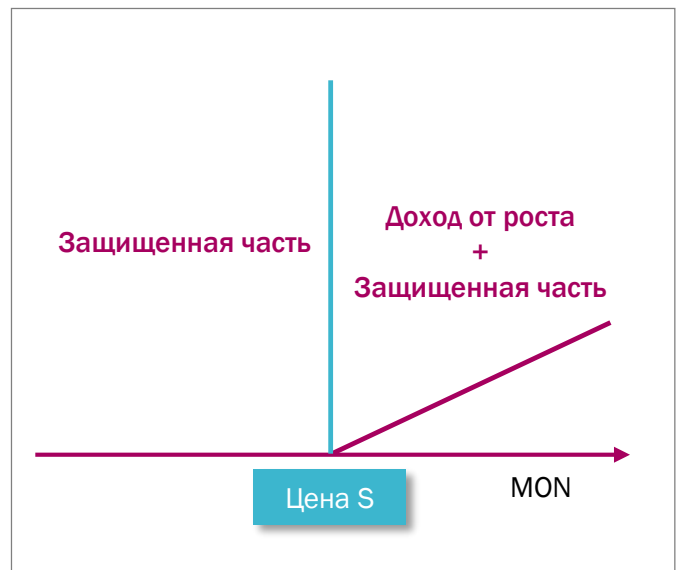 Защищенная часть
Доход от роста
+
Защищенная часть
Цена S
MON